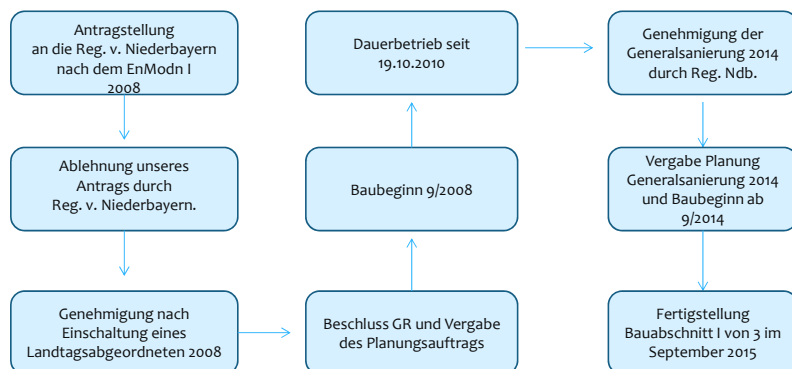 Antragstellung
an die Reg. v. Niederbayern
nach dem EnModn I
2008
Ablehnung unseres
Antrags durch
Reg. v. Niederbayern.
Genehmigung nach
Einschaltung eines
Landtagsabgeordneten 2008
Beschluss GR und Vergabe
des Planungsauftrags
Baubeginn 9/2008
Dauerbetrieb seit
19.10.2010
Genehmigung der
Generalsanierung 2014
durch Reg. Ndb.
Vergabe Planung
Generalsanierung 2014
und Baubeginn ab
9/2014
Fertigstellung
Bauabschnitt I von 3 im
September 2015